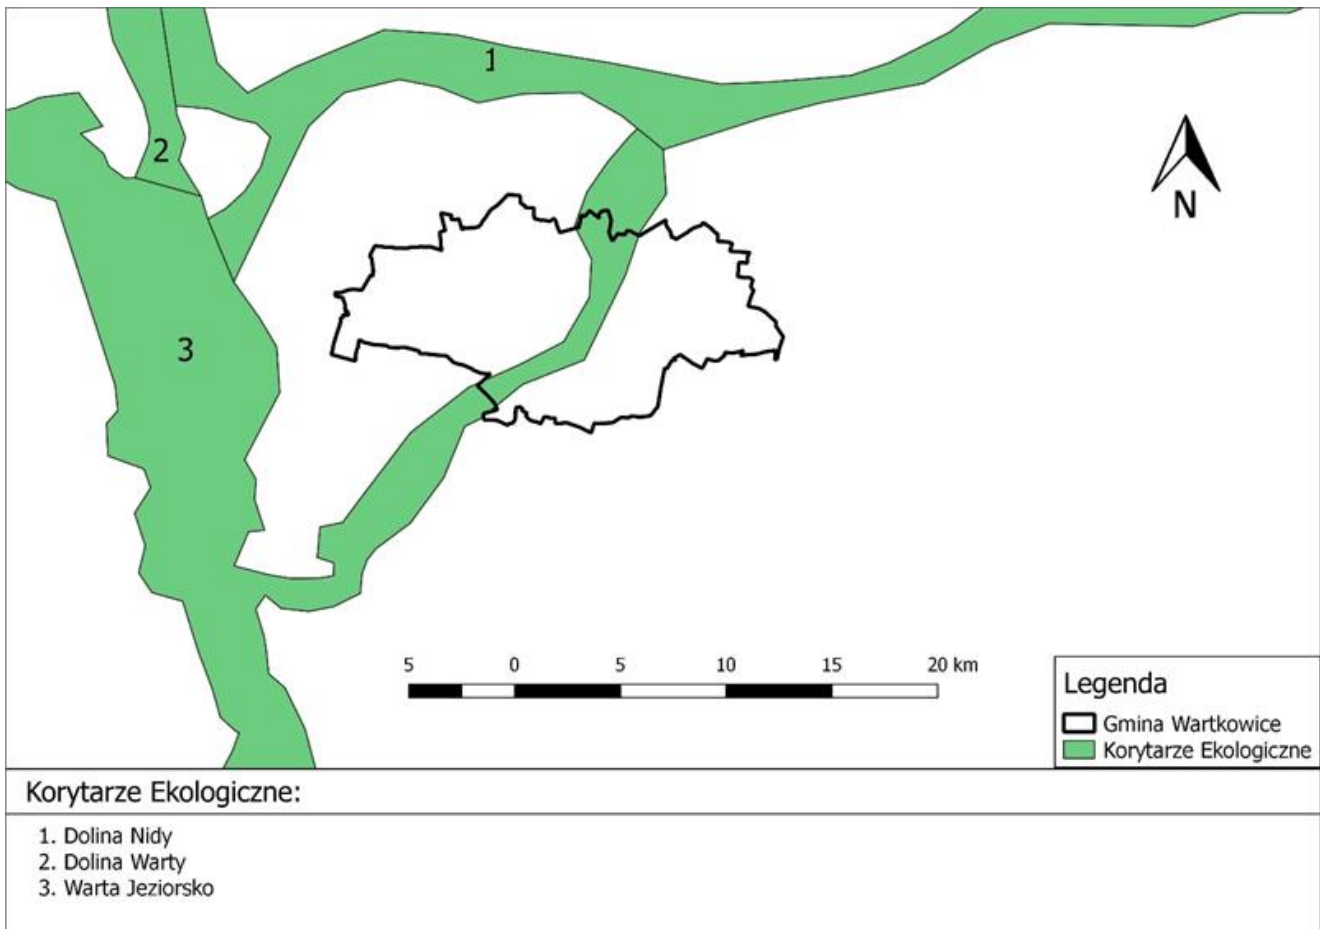 1
2
N
3
5 0 5 10 15 20 km
Legenda
Gmina Wartkowice
Korytarze Ekologiczne
Korytarze Ekologiczne:
1. Dolina Nidy
2. Dolina Warty
3. Warta Jeziorsko